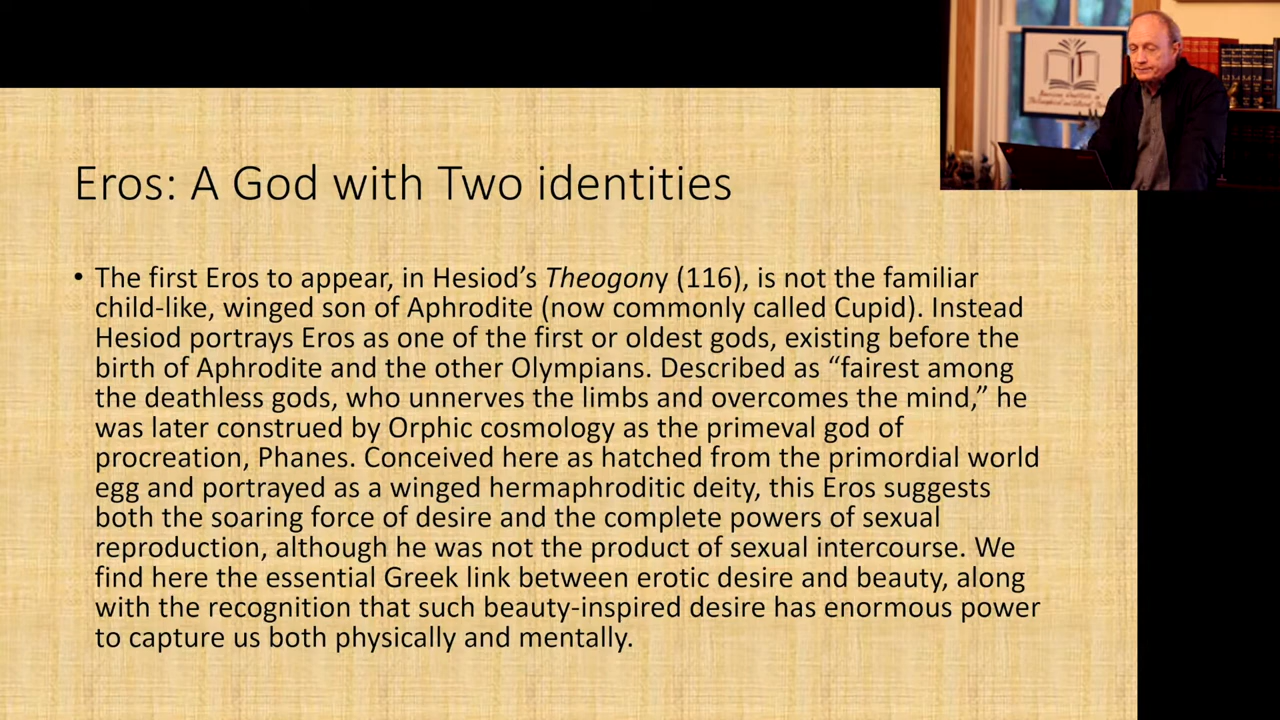 Eros: A God with Two identities
• The first Eros to appear, in Hesiod's Theogony (116), is not the familiar
child-like, winged son of Aphrodite (now commonly called Cupid). Instead
Hesiod portrays Eros as one of the first or oldest gods, existing before the
birth of Aphrodite and the other Olympians. Described as “fairest among
the deathless gods, who unnerves the limbs and overcomes the mind,” he
was later construed by Orphic cosmology as the primeval god of
procreation, Phanes. Conceived here as hatched from the primordial world
egg and portrayed as a winged hermaphroditic deity, this Eros suggests
both the soaring force of desire and the complete powers of sexual
reproduction, although he was not the product of sexual intercourse. We
find here the essential Greek link between erotic desire and beauty, along
with the recognition that such beauty-inspired desire has enormous power
to capture us both physically and mentally.